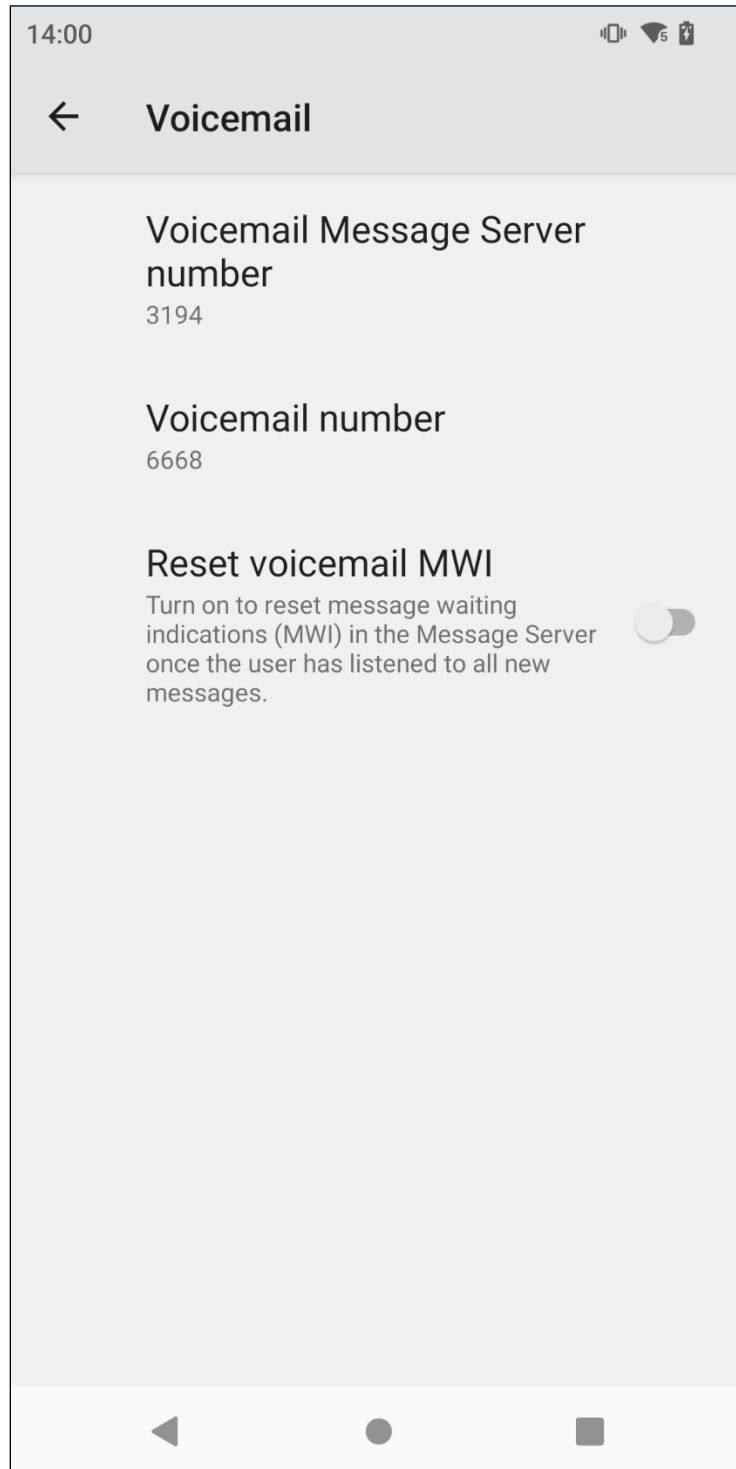 14:00
5
Voicemail
Voicemail Message Server
number
3194
Voicemail number
6668
Reset voicemail MWI
Turn on to reset message waiting
indications (MWI) in the Message Server
once the user has listened to all new
messages.